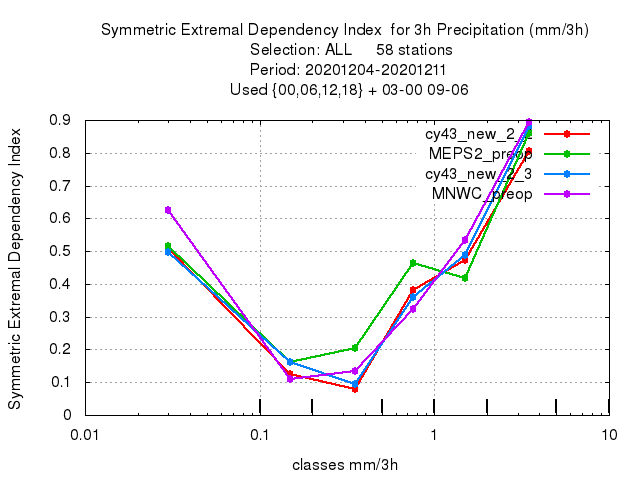 Symmetric Extremal Dependency Index for 3h Precipitation (mm/3h)
Selection: ALL 58 stations
Period: 20201204-20201211
Used {00,06,12,18} + 03-00 09-06
Symmetric Extremal Dependency Index
0.9
0.8
0.7
0.6
0.5
0.4
0.3
0.2
0.1
0
cy43_new_2_2
MEPS2_preop
cy43_new_2_3
MNWC_preop
0.01 0.1 1 10
classes mm/3h